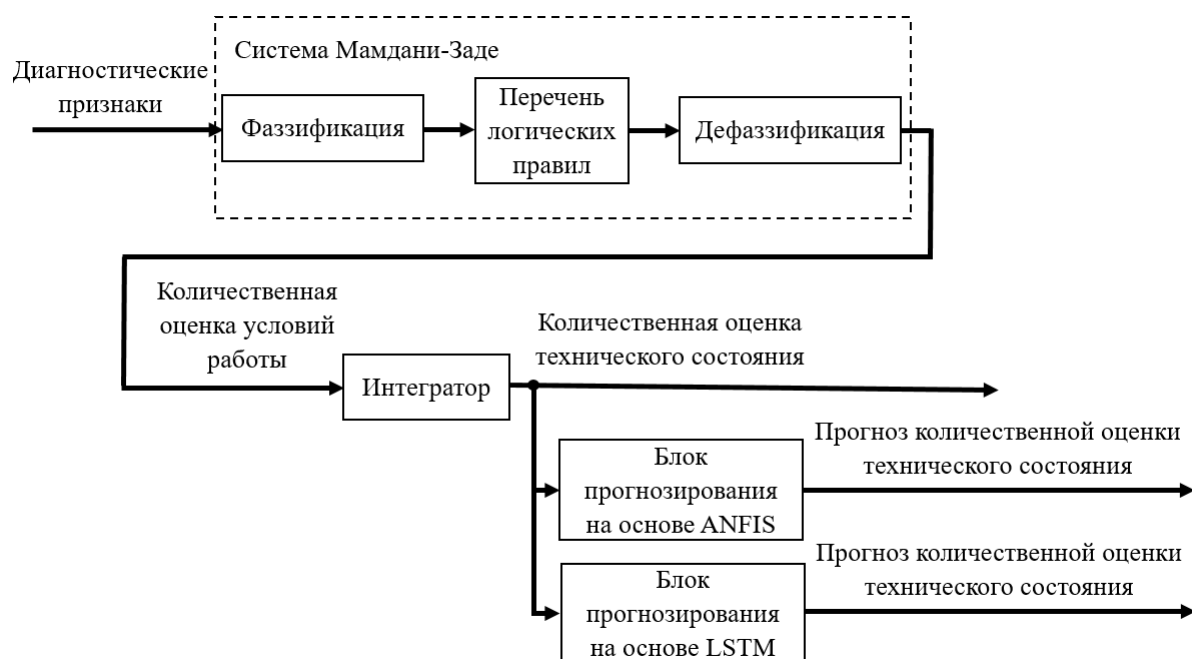 Система Мамдани-Заде
Диагностические
признаки
Фаззификация
Перечень
логических
правил
Дефаззификация
Количественная
оценка условий
работы
Интегратор
Количественная оценка
технического состояния
Блок
прогнозирования
на основе ANFIS
Прогноз количественной оценки
технического состояния
Блок
прогнозирования
на основе LSTM
Прогноз количественной оценки
технического состояния